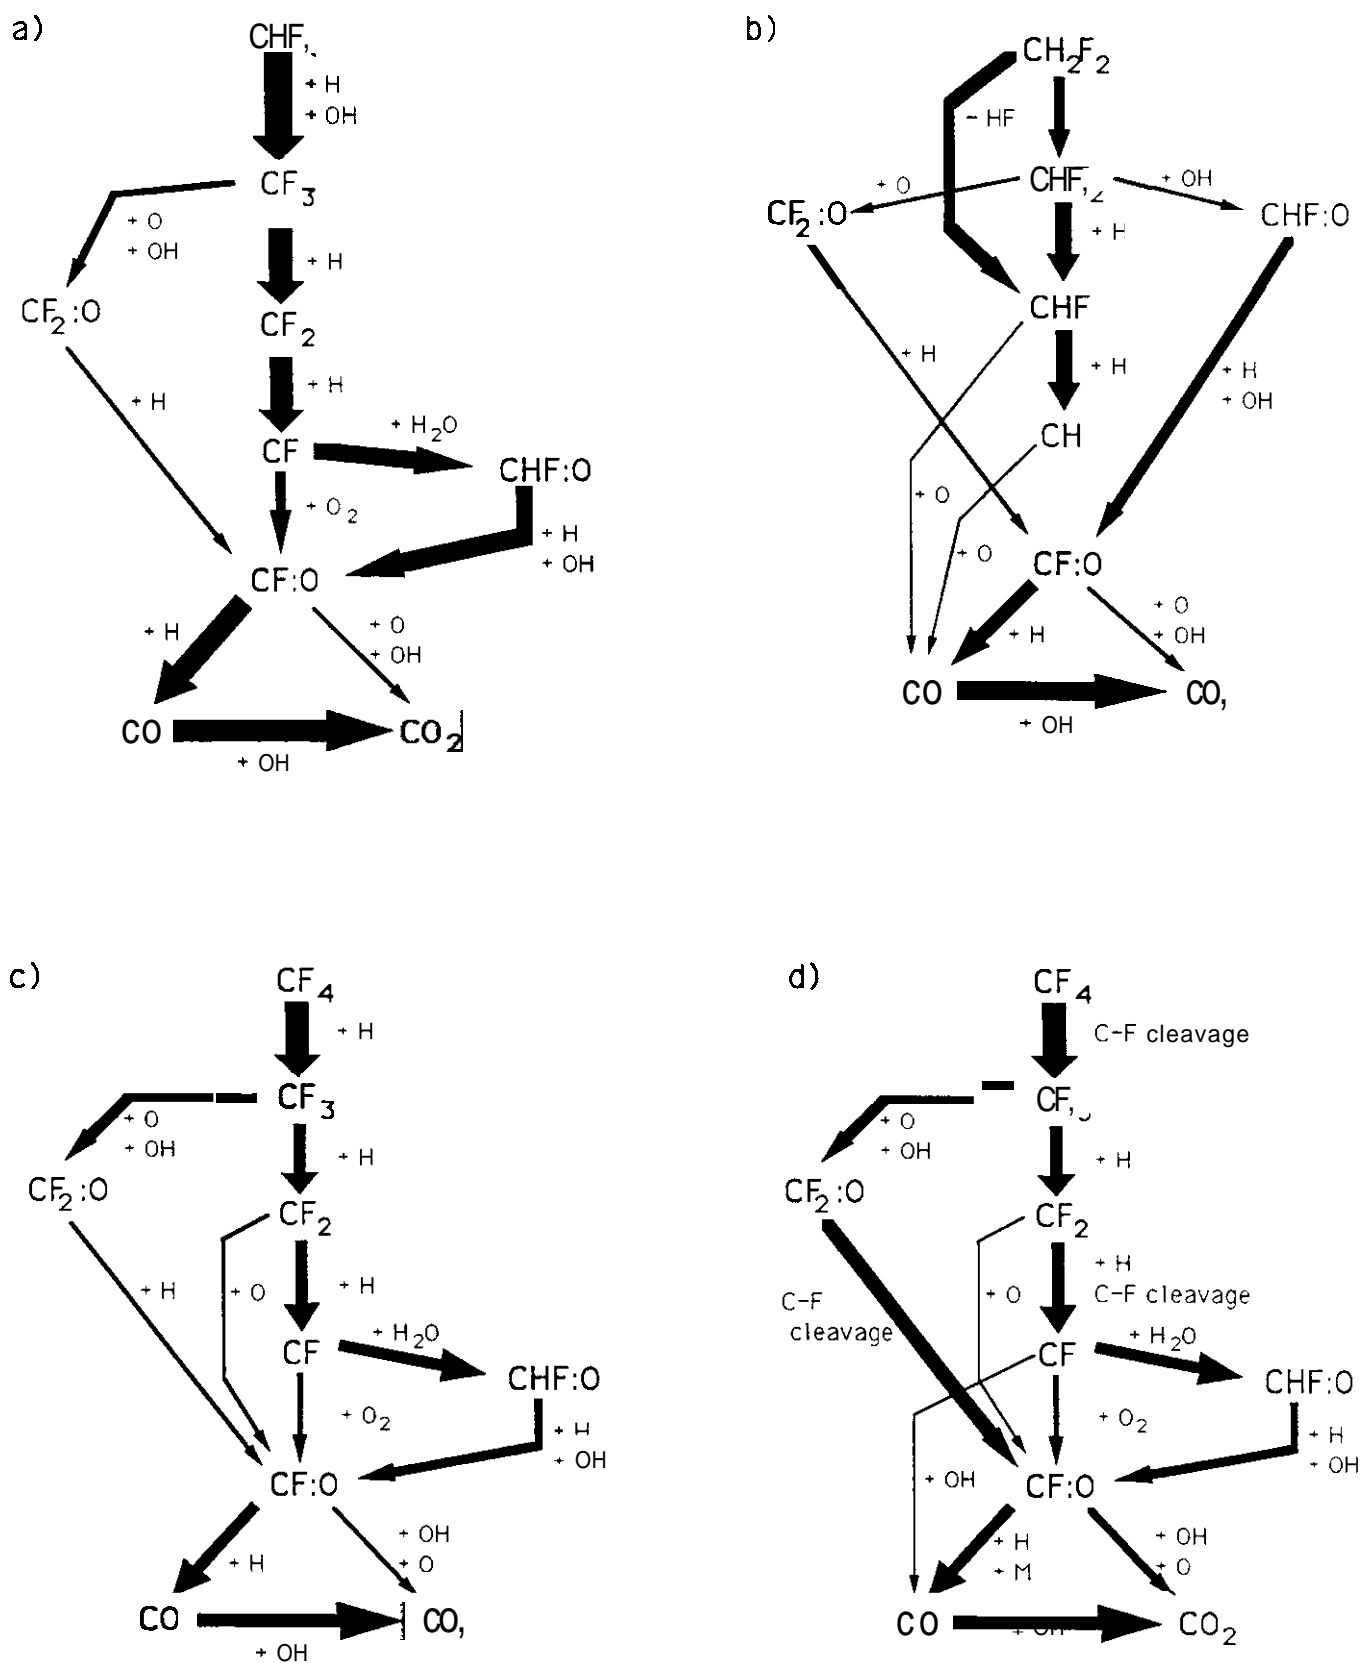 a)
CHF,
+ H
+ OH
CF3
+ O
+ OH
+ H
CF2:O
CF2
+ H
+ H
CF
+ H2O
CHF:O
+ O2
+ H
+ OH
CF:O
+ H
+ O
+ OH
CO
CO2
+ OH
b)
CH2F2
- HF
CHF,2
+ O
+ OH
CF2:O
CHF:O
+ H
CHF
+ H
+ H
+ H
+ OH
CH
+ O
+ O
CF:O
+ H
+ O
+ OH
CO
CO,
+ OH
c)
CF4
+ H
CF3
+ O
+ OH
+ H
CF2:O
CF2
+ H
+ O
+ H
CF
+ H2O
CHF:O
+ O2
+ H
+ OH
CF:O
+ H
+ OH
+ O
CO
CO,
+ OH
d)
CF4
C-F cleavage
CF,
+ O
+ OH
+ H
CF2:O
CF2
+ H
C-F cleavage
+ O
C-F
cleavage
CF
+ H2O
CHF:O
+ O2
+ H
+ OH
+ OH
CF:O
+ H
+ M
+ OH
+ O
CO
CO2
+ OH